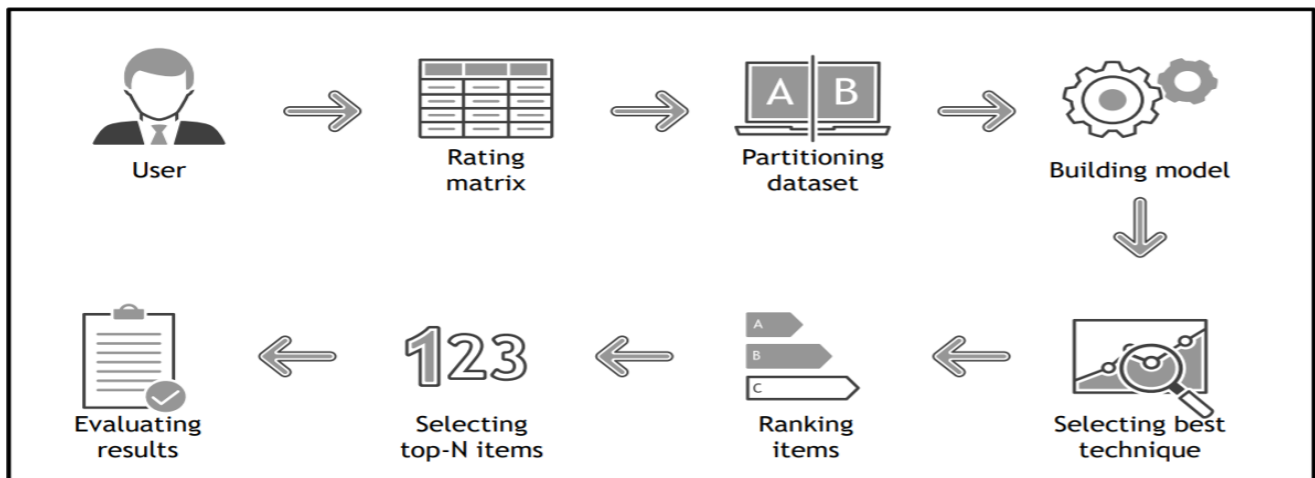 User
Rating
matrix
A B
Partitioning
dataset
Building model
Evaluating
results
123
Selecting
top-N items
A
B
C
Ranking
items
Selecting best
technique